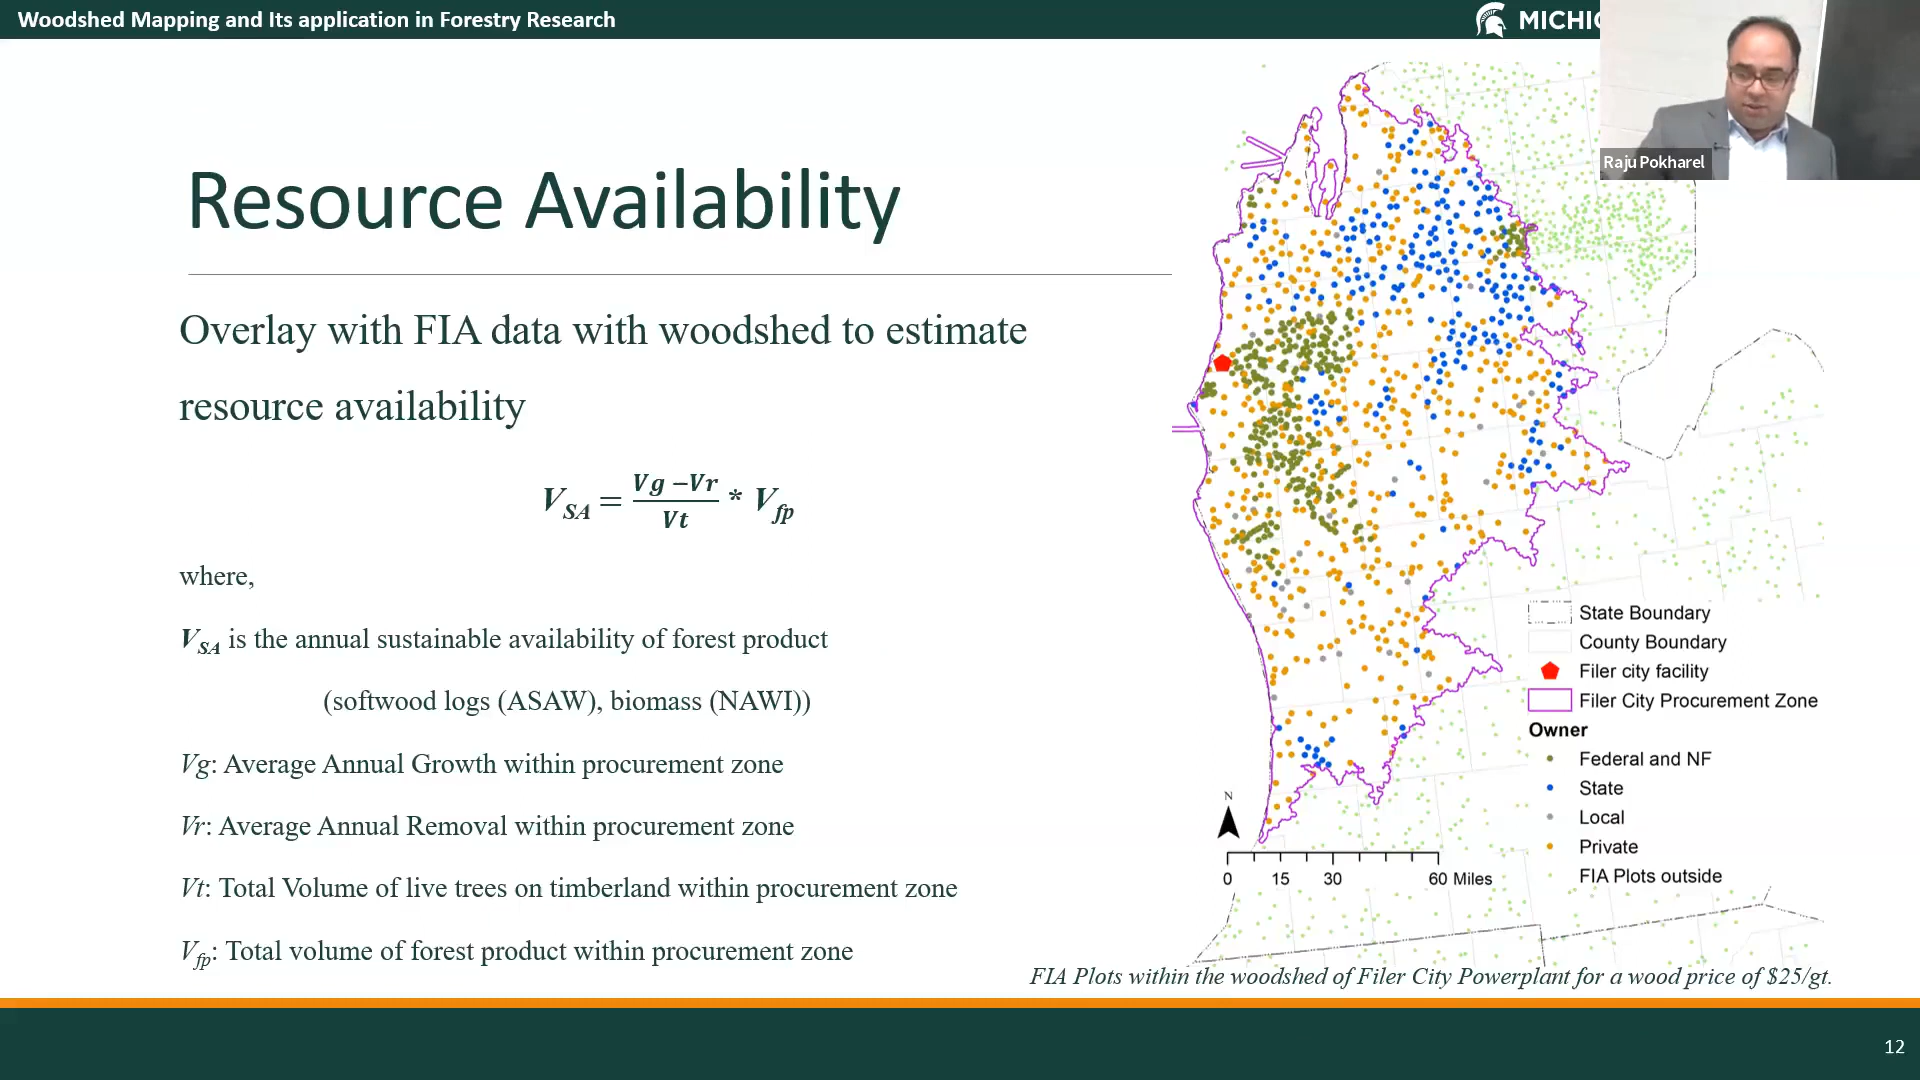 Woodshed Mapping and Its application in Forestry Research
MICHI
Raju Pokharel
Resource Availability
Overlay with FIA data with woodshed to estimate
resource availability
V_SA = (Vg − Vr)/Vt * V_fp
where,
V_SA is the annual sustainable availability of forest product
(softwood logs (ASAW), biomass (NAWI))
Vg: Average Annual Growth within procurement zone
Vr: Average Annual Removal within procurement zone
Vt: Total Volume of live trees on timberland within procurement zone
V_fp: Total volume of forest product within procurement zone
State Boundary
County Boundary
Filer city facility
Filer City Procurement Zone
Owner
Federal and NF
State
Local
Private
FIA Plots outside
N
0 15 30 60 Miles
FIA Plots within the woodshed of Filer City Powerplant for a wood price of $25/gt.
12